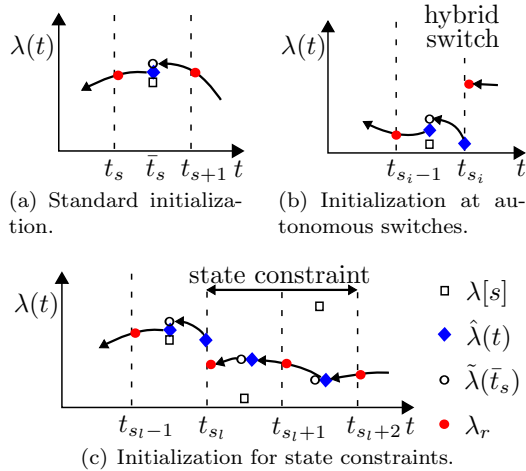 λ(t)
t_s t̄_s t_{s+1} t
(a) Standard initializa-
tion.
hybrid
switch
λ(t)
t_{s_i−1} t_{s_i} t
(b) Initialization at au-
tonomous switches.
state constraint
λ(t)
t_{s_l−1} t_{s_l} t_{s_l+1} t_{s_l+2} t
λ[s]
λ̂(t)
λ̃(t̄_s)
λ_r
(c) Initialization for state constraints.